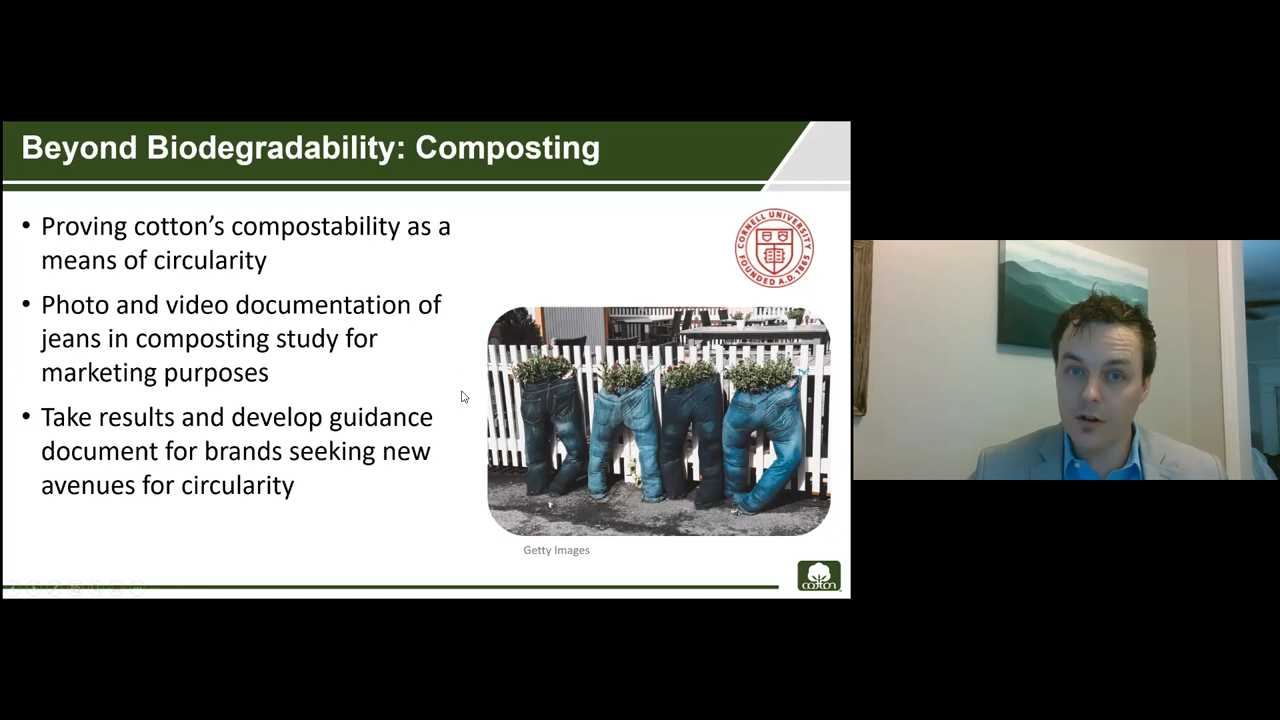 Beyond Biodegradability: Composting
• Proving cotton’s compostability as a
means of circularity
• Photo and video documentation of
jeans in composting study for
marketing purposes
• Take results and develop guidance
document for brands seeking new
avenues for circularity
CORNELL UNIVERSITY
FOUNDED A.D. 1865
Getty Images
cotton